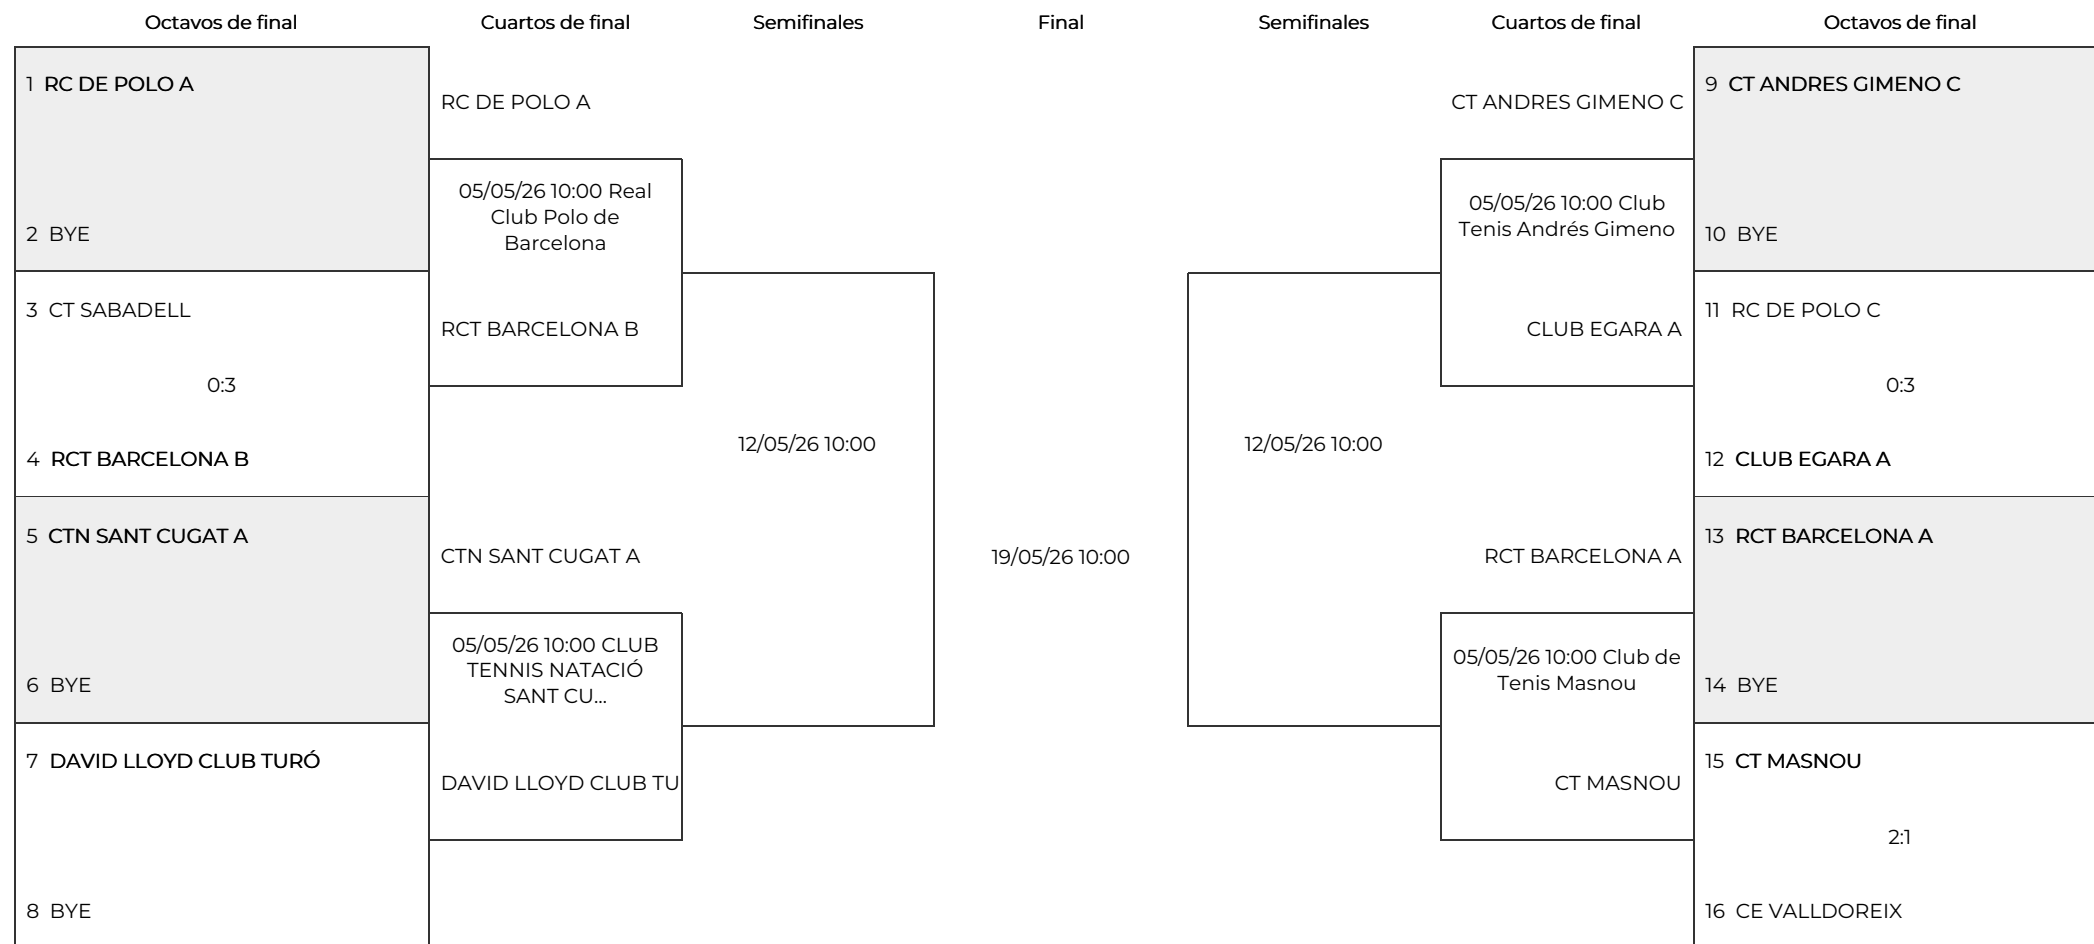 Octavos de final
Cuartos de final
Semifinales
Final
Semifinales
Cuartos de final
Octavos de final
1 RC DE POLO A
2 BYE
3 CT SABADELL
0:3
4 RCT BARCELONA B
5 CTN SANT CUGAT A
6 BYE
7 DAVID LLOYD CLUB TURÓ
8 BYE
RC DE POLO A
05/05/26 10:00 Real
Club Polo de
Barcelona
RCT BARCELONA B
CTN SANT CUGAT A
05/05/26 10:00 CLUB
TENNIS NATACIÓ
SANT CU...
DAVID LLOYD CLUB TU
12/05/26 10:00
19/05/26 10:00
12/05/26 10:00
CT ANDRES GIMENO C
05/05/26 10:00 Club
Tenis Andrés Gimeno
CLUB EGARA A
RCT BARCELONA A
05/05/26 10:00 Club de
Tenis Masnou
CT MASNOU
9 CT ANDRES GIMENO C
10 BYE
11 RC DE POLO C
0:3
12 CLUB EGARA A
13 RCT BARCELONA A
14 BYE
15 CT MASNOU
2:1
16 CE VALLDOREIX